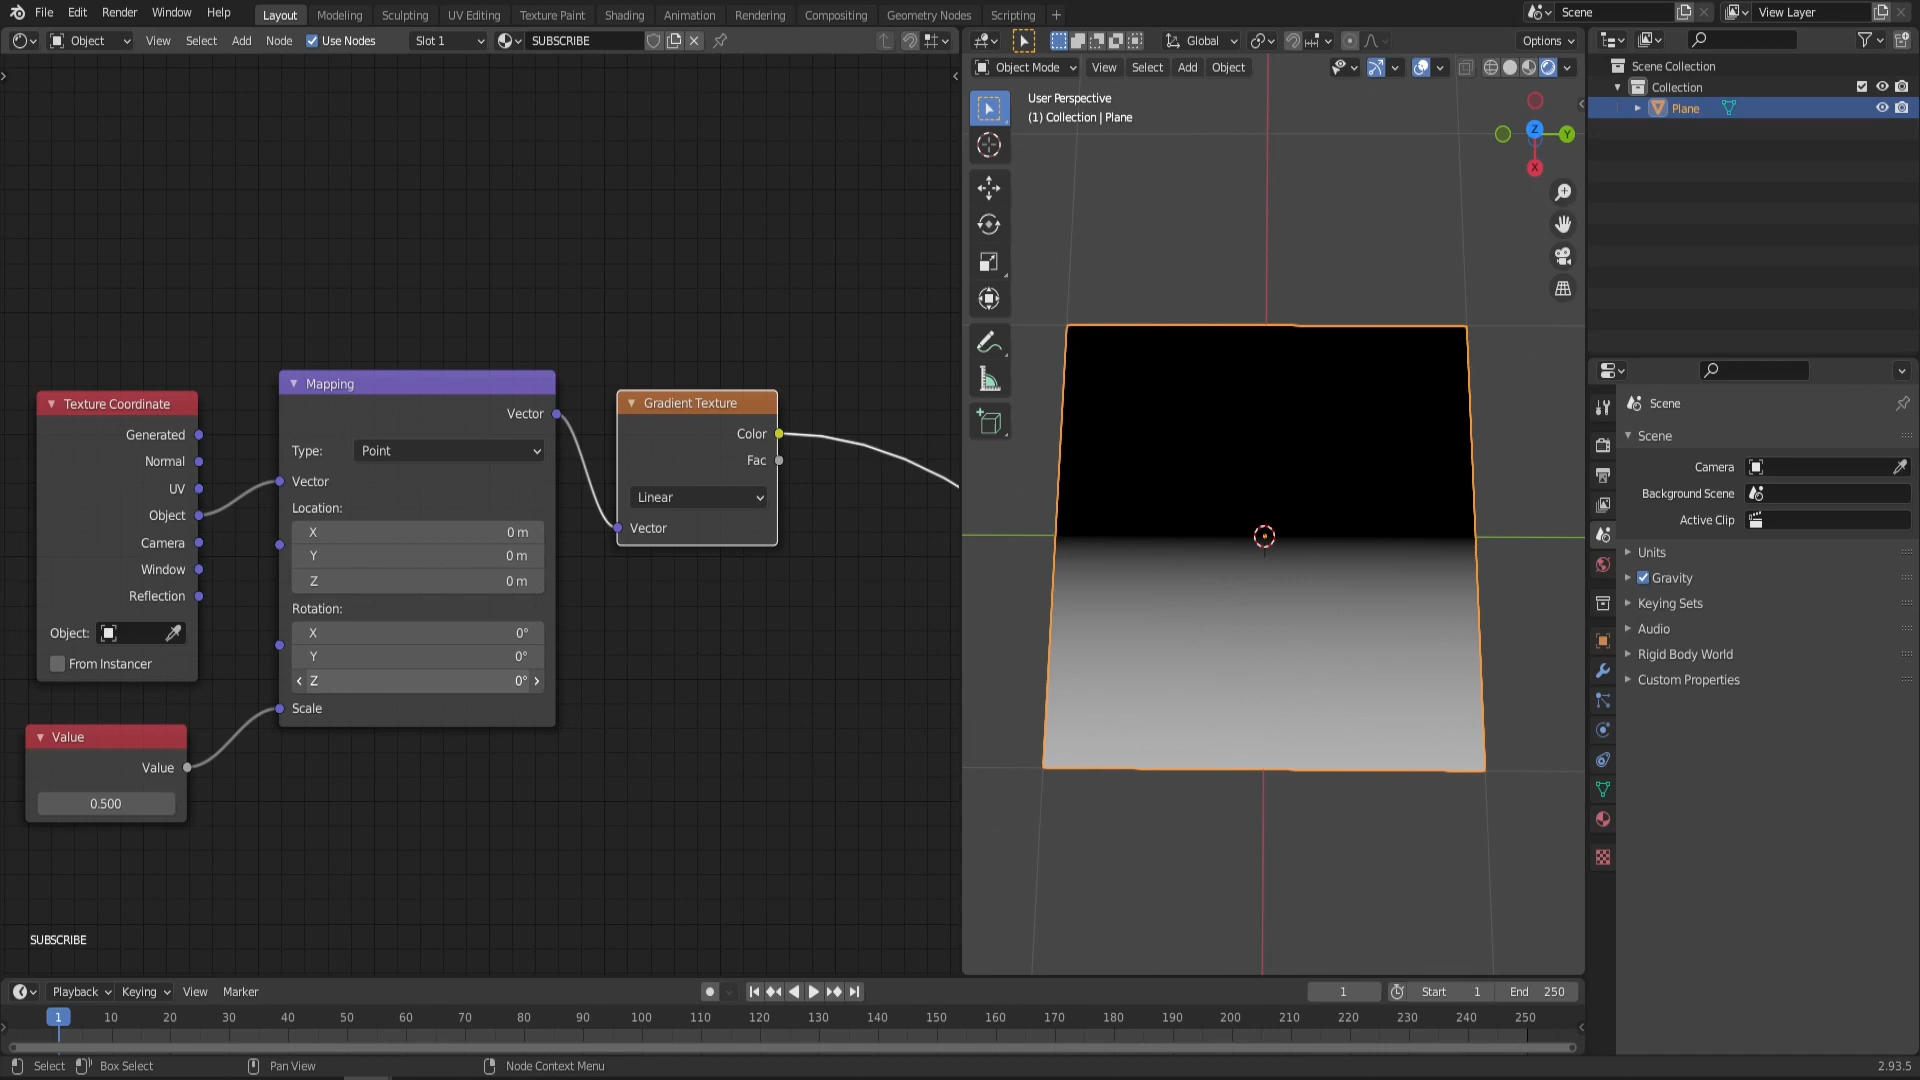 File Edit Render Window Help
Layout Modeling Sculpting UV Editing Texture Paint Shading Animation Rendering Compositing Geometry Nodes Scripting +
Scene
View Layer
Object View Select Add Node Use Nodes Slot 1 SUBSCRIBE
Global Options
Object Mode View Select Add Object
User Perspective
(1) Collection | Plane
Z
Y
X
Scene Collection
Collection
Plane
Texture Coordinate
Generated
Normal
UV
Object
Camera
Window
Reflection
Object:
From Instancer
Value
Value
0.500
Mapping
Vector
Type: Point
Vector
Location:
X 0 m
Y 0 m
Z 0 m
Rotation:
X 0°
Y 0°
Z 0°
Scale
Gradient Texture
Color
Fac
Linear
Vector
Scene
Scene
Camera
Background Scene
Active Clip
Units
Gravity
Keying Sets
Audio
Rigid Body World
Custom Properties
SUBSCRIBE
Playback Keying View Marker
1 Start 1 End 250
1 10 20 30 40 50 60 70 80 90 100 110 120 130 140 150 160 170 180 190 200 210 220 230 240 250
Select Box Select Pan View Node Context Menu 2.93.5